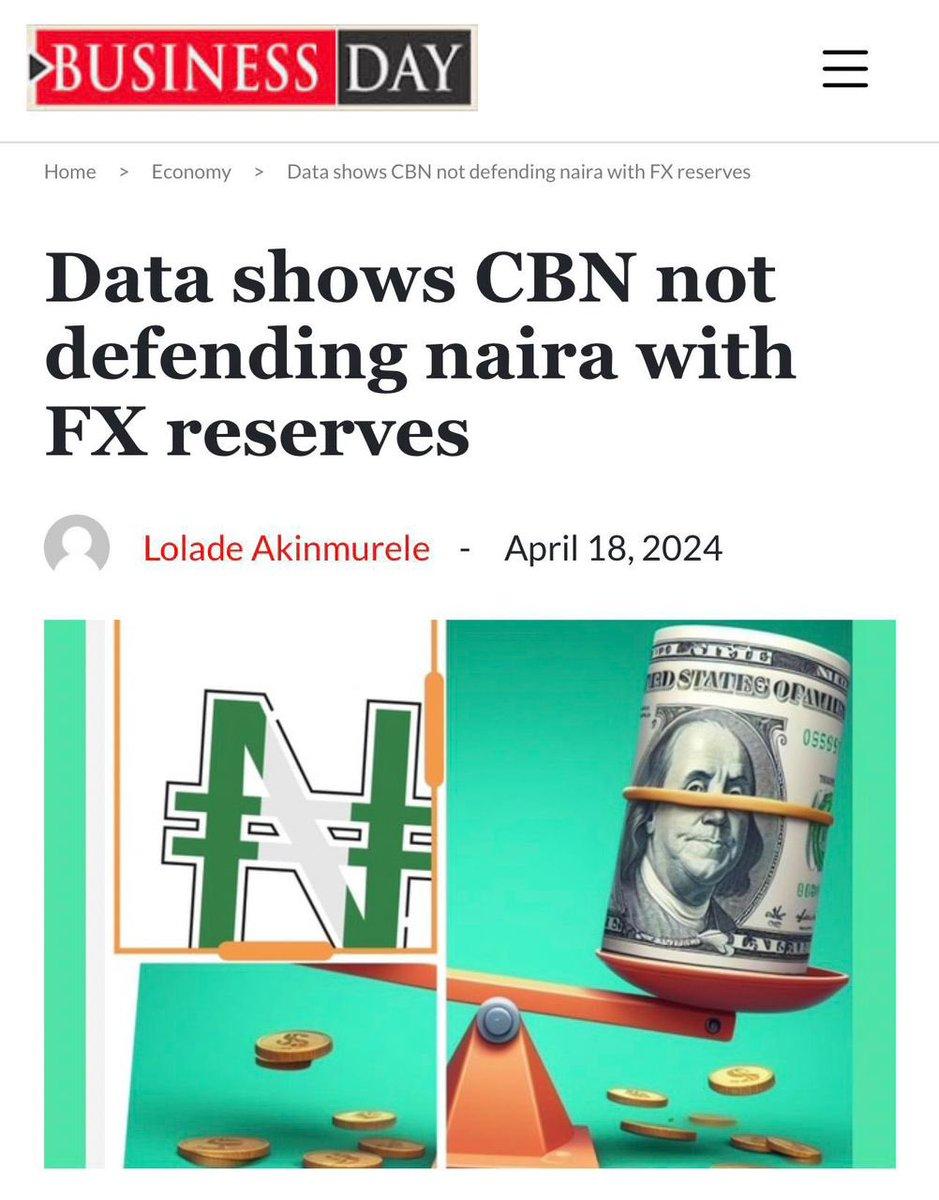 BUSINESS DAY
Home > Economy > Data shows CBN not defending naira with FX reserves
Data shows CBN not
defending naira with
FX reserves
Lolade Akinmurele - April 18, 2024
₦
STATES OF